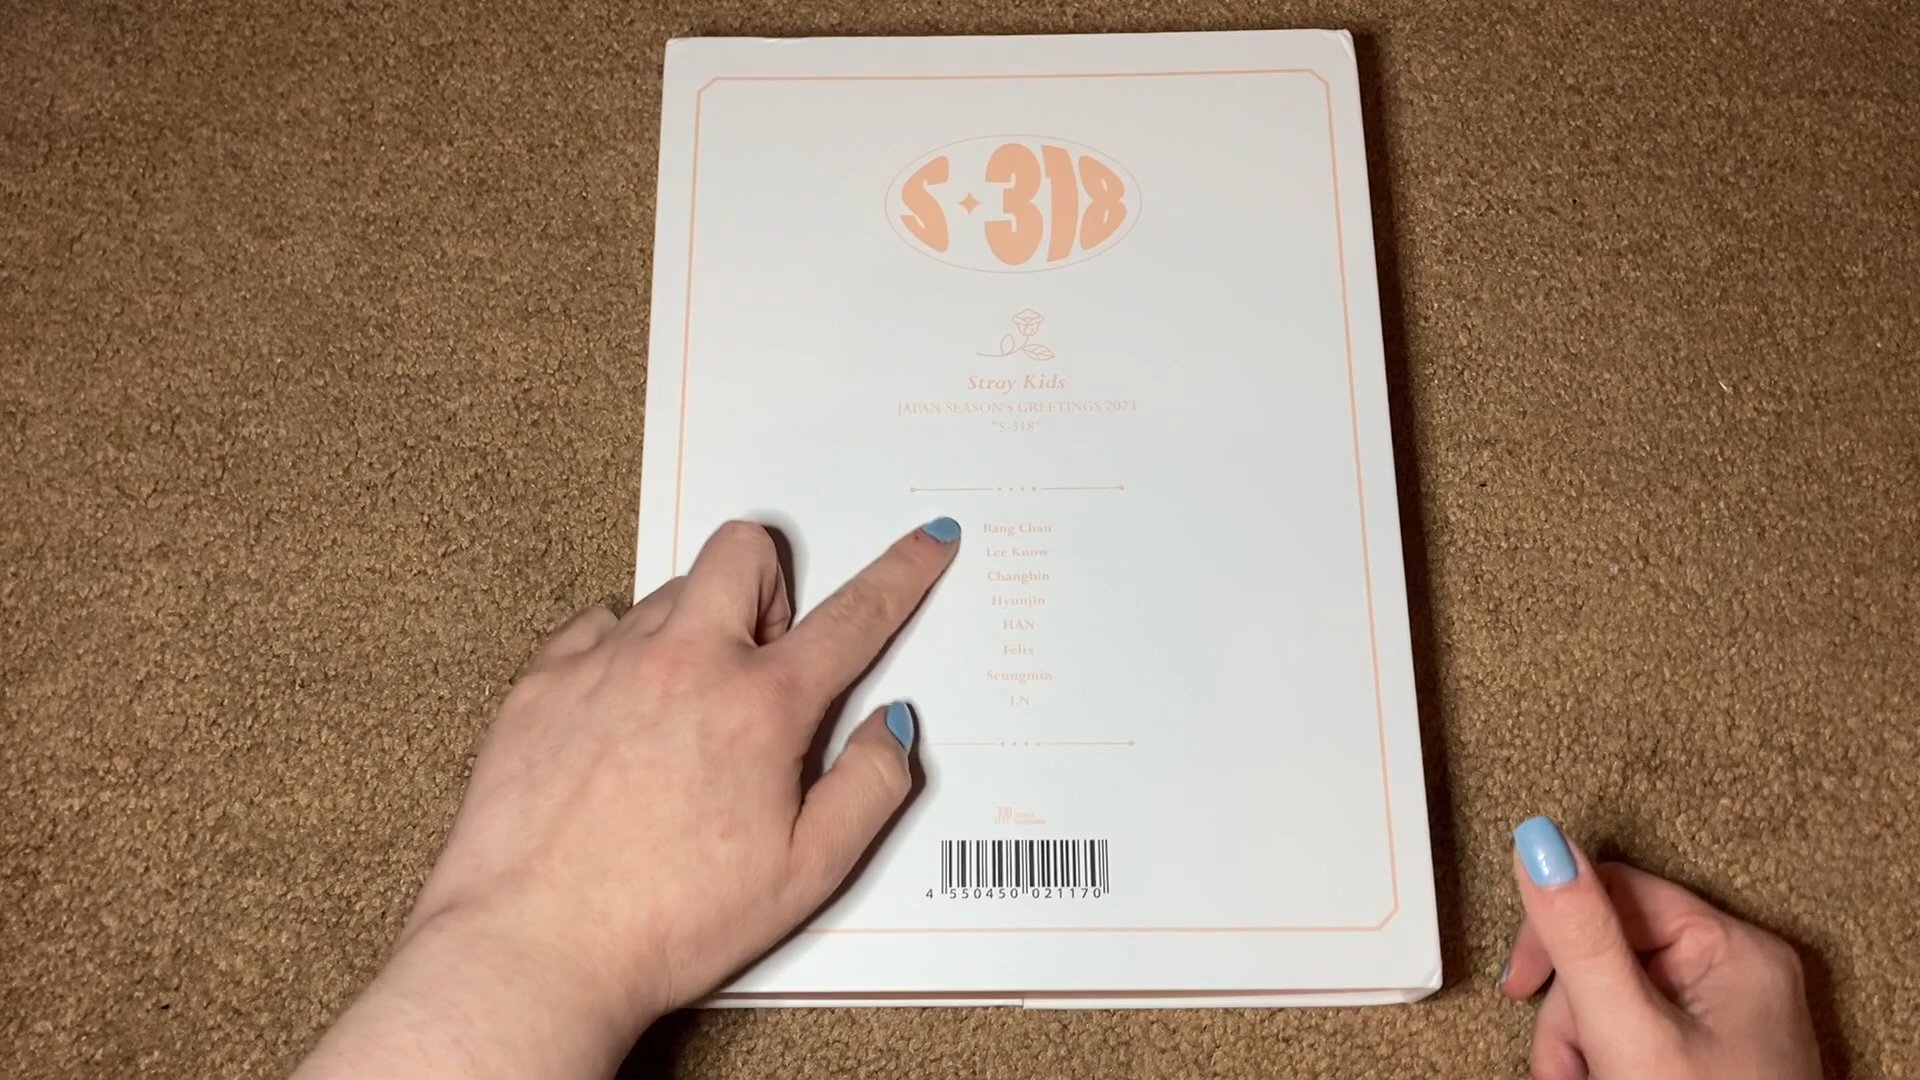 S✦318
Stray Kids
JAPAN SEASON'S GREETINGS 2023
"S-318"
Bang Chan
Lee Know
Changbin
Hyunjin
HAN
Felix
Seungmin
I.N
JYP
4 550450 021170